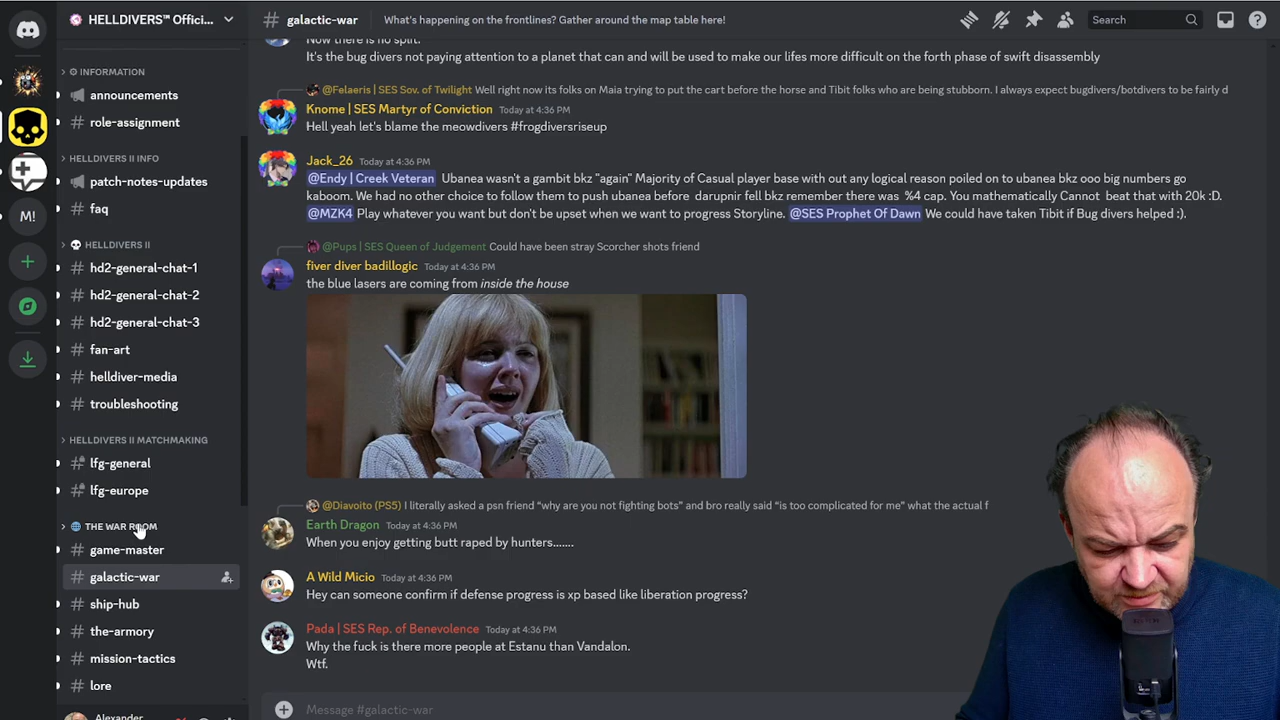 HELLDIVERS™ Offici...
# galactic-war
What's happening on the frontlines? Gather around the map table here!
Search
INFORMATION
announcements
role-assignment
HELLDIVERS II INFO
patch-notes-updates
faq
HELLDIVERS II
hd2-general-chat-1
hd2-general-chat-2
hd2-general-chat-3
fan-art
helldiver-media
troubleshooting
HELLDIVERS II MATCHMAKING
lfg-general
lfg-europe
THE WAR ROOM
game-master
galactic-war
ship-hub
the-armory
mission-tactics
lore
Alexander
M!
Now there is no split.
It's the bug divers not paying attention to a planet that can and will be used to make our lives more difficult on the forth phase of swift disassembly
@Felaeris | SES Sov. of Twilight Well right now its folks on Maia trying to put the cart before the horse and Tibit folks who are being stubborn. I always expect bugdivers/botdivers to be fairly d
Knome | SES Martyr of Conviction Today at 4:36 PM
Hell yeah let's blame the meowdivers #frogdiversriseup
Jack_26 Today at 4:36 PM
@Endy | Creek Veteran Ubanea wasn't a gambit bkz "again" Majority of Casual player base with out any logical reason poiled on to ubanea bkz ooo big numbers go
kaboom. We had no other choice to follow them to push ubanea before darupnir fell bkz remember there was %4 cap. You mathematically Cannot beat that with 20k :D.
@MZK4 Play whatever you want but don't be upset when we want to progress Storyline. @SES Prophet Of Dawn We could have taken Tibit if Bug divers helped :).
@Pups | SES Queen of Judgement Could have been stray Scorcher shots friend
fiver diver badillogic Today at 4:36 PM
the blue lasers are coming from inside the house
@Diavoito (PS5) I literally asked a psn friend "why are you not fighting bots" and bro really said "is too complicated for me" what the actual f
Earth Dragon Today at 4:36 PM
When you enjoy getting butt raped by hunters.......
A Wild Micio Today at 4:36 PM
Hey can someone confirm if defense progress is xp based like liberation progress?
Pada | SES Rep. of Benevolence Today at 4:36 PM
Why the fuck is there more people at Estanu than Vandalon.
Wtf.
Message #galactic-war